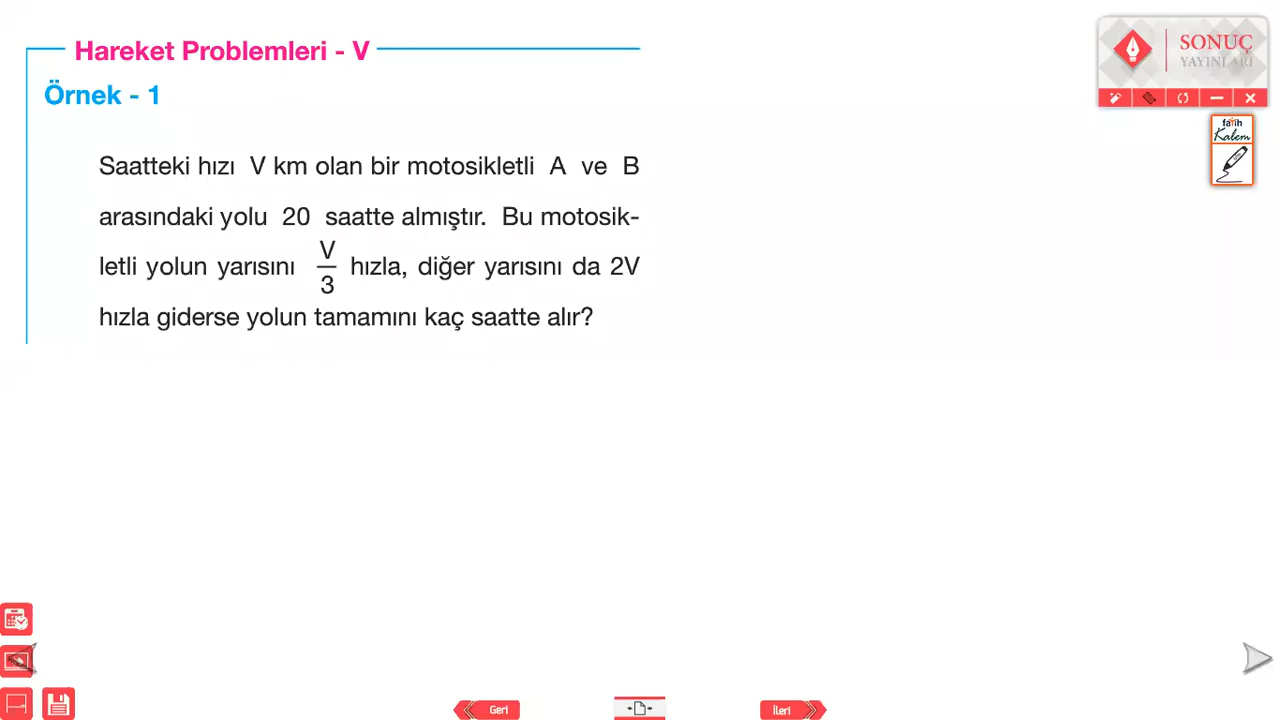 Hareket Problemleri - V
Örnek - 1
Saatteki hızı V km olan bir motosikletli A ve B
arasındaki yolu 20 saatte almıştır. Bu motosik-
letli yolun yarısını V/3 hızla, diğer yarısını da 2V
hızla giderse yolun tamamını kaç saatte alır?
SONUÇ
YAYINLARI
fatih
Kalem
Geri
İleri